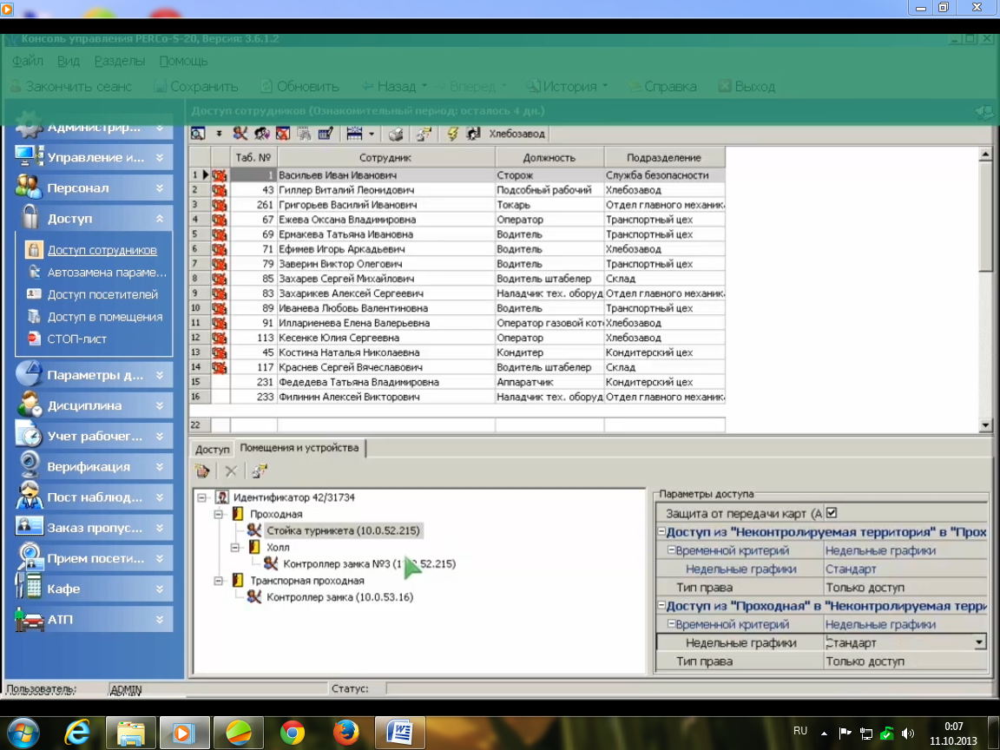 Консоль управления PERCo-S-20, Версия: 3.6.1.2
Файл Вид Разделы Помощь
Закончить сеанс Сохранить Обновить Назад Вперед История Справка Выход
Доступ сотрудников (Ознакомительный период: осталось 4 дн.)
Администрир...
Управление и...
Персонал
Доступ
Доступ сотрудников
Автозамена параме...
Доступ посетителей
Доступ в помещения
СТОП-лист
Параметры д...
Дисциплина
Учет рабочег...
Верификация
Пост наблюд...
Заказ пропус...
Прием посети...
Кафе
АТП
Хлебозавод
Таб. № Сотрудник Должность Подразделение
1 1 Васильев Иван Иванович Сторож Служба безопасности
2 43 Гиллер Виталий Леонидович Подсобный рабочий Хлебозавод
3 261 Григорьев Василий Иванович Токарь Отдел главного механик
4 67 Ежева Оксана Владимировна Оператор Транспортный цех
5 69 Ермакева Татьяна Ивановна Водитель Транспортный цех
6 71 Ефимев Игорь Аркадьевич Водитель Хлебозавод
7 79 Заверин Виктор Олегович Водитель Транспортный цех
8 85 Захарев Сергей Михайлович Водитель штабелер Склад
9 83 Захарикев Алексей Сергеевич Наладчик тех. оборуд Отдел главного механик
10 89 Иванева Любовь Валентиновна Водитель Транспортный цех
11 91 Иллариенева Елена Валерьевна Оператор газовой кот Хлебозавод
12 113 Кесенке Юлия Сергеевна Оператор Хлебозавод
13 45 Костина Наталья Николаевна Кондитер Кондитерский цех
14 117 Краснев Сергей Вячеславович Водитель штабелер Склад
15 231 Федедева Татьяна Владимировна Аппаратчик Кондитерский цех
16 233 Филинин Алексей Викторович Наладчик тех. оборуд Отдел главного механик
22
Доступ Помещения и устройства
Идентификатор 42/31734
Проходная
Стойка турникета (10.0.52.215)
Холл
Контроллер замка №3 (1 .52.215)
Транспорная проходная
Контроллер замка (10.0.53.16)
Параметры доступа
Защита от передачи карт (А
Доступ из "Неконтролируемая территория" в "Прох
Временной критерий Недельные графики
Недельные графики Стандарт
Тип права Только доступ
Доступ из "Проходная" в "Неконтролируемая терри
Временной критерий Недельные графики
Недельные графики Стандарт
Тип права Только доступ
Пользователь: ADMIN Статус:
RU 0:07
11.10.2013